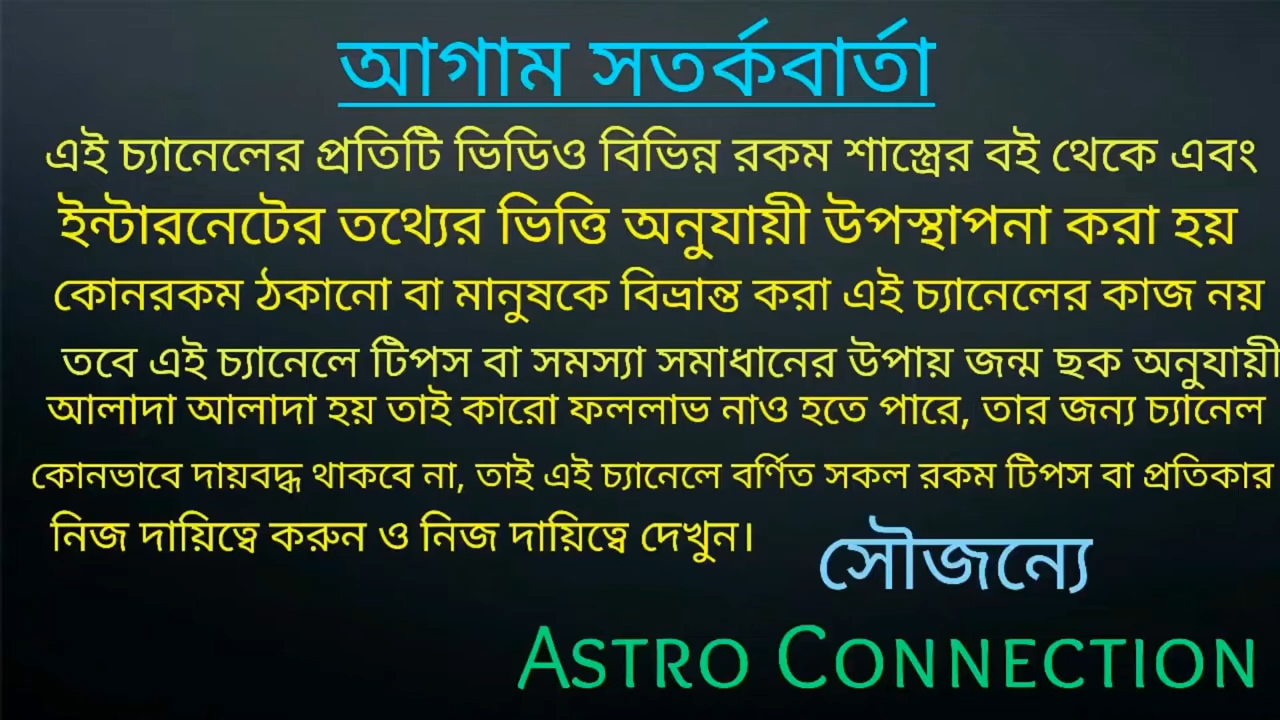 আগাম সতর্কবার্তা
এই চ্যানেলের প্রতিটি ভিডিও বিভিন্ন রকম শাস্ত্রের বই থেকে এবং
ইন্টারনেটের তথ্যের ভিত্তি অনুযায়ী উপস্থাপনা করা হয়
কোনরকম ঠকানো বা মানুষকে বিভ্রান্ত করা এই চ্যানেলের কাজ নয়
তবে এই চ্যানেলে টিপস বা সমস্যা সমাধানের উপায় জন্ম ছক অনুযায়ী
আলাদা আলাদা হয় তাই কারো ফললাভ নাও হতে পারে, তার জন্য চ্যানেল
কোনভাবে দায়বদ্ধ থাকবে না, তাই এই চ্যানেলে বর্ণিত সকল রকম টিপস বা প্রতিকার
নিজ দায়িত্বে করুন ও নিজ দায়িত্বে দেখুন।
সৌজন্যে
ASTRO CONNECTION